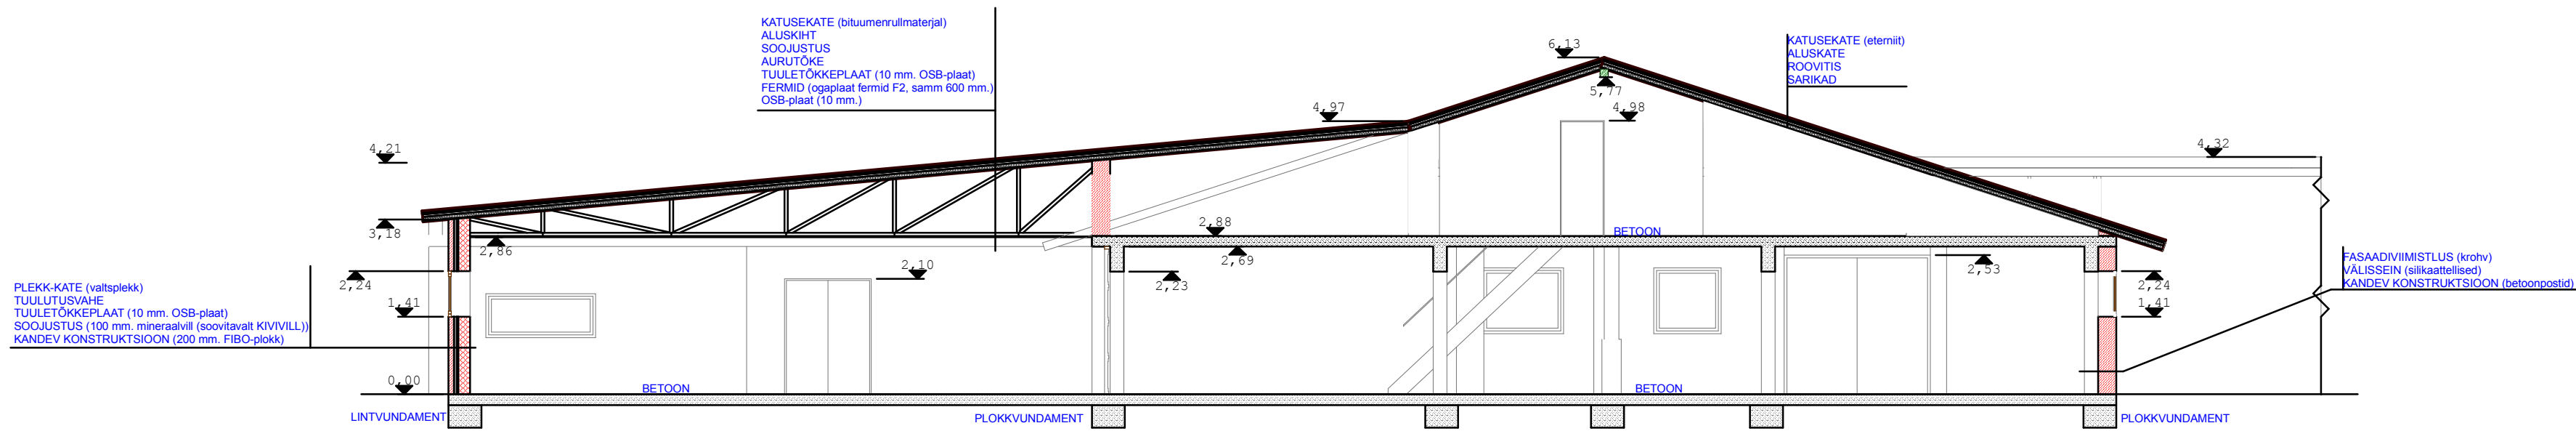 KATUSEKATE (bituumenrullmaterjal)
ALUSKIHT
SOOJUSTUS
AURUTÕKE
TUULETÕKKEPLAAT (10 mm. OSB-plaat)
FERMID (ogaplaat fermid F2, samm 600 mm.)
OSB-plaat (10 mm.)
6,13
KATUSEKATE (eterniit)
ALUSKATE
ROOVITIS
SARIKAD
5,77
4,97
4,98
4,21
4,32
3,18
2,88
BETOON
2,86
2,69
2,10
2,53
2,24
2,23
2,24
1,41
1,41
PLEKK-KATE (valtsplekk)
TUULUTUSVAHE
TUULETÕKKEPLAAT (10 mm. OSB-plaat)
SOOJUSTUS (100 mm. mineraalvill (soovitavalt KIVIVILL))
KANDEV KONSTRUKTSIOON (200 mm. FIBO-plokk)
FASAADIVIIMISTLUS (krohv)
VÄLISSEIN (silikaattellised)
KANDEV KONSTRUKTSIOON (betoonpostid)
0,00
BETOON
BETOON
LINTVUNDAMENT
PLOKKVUNDAMENT
PLOKKVUNDAMENT